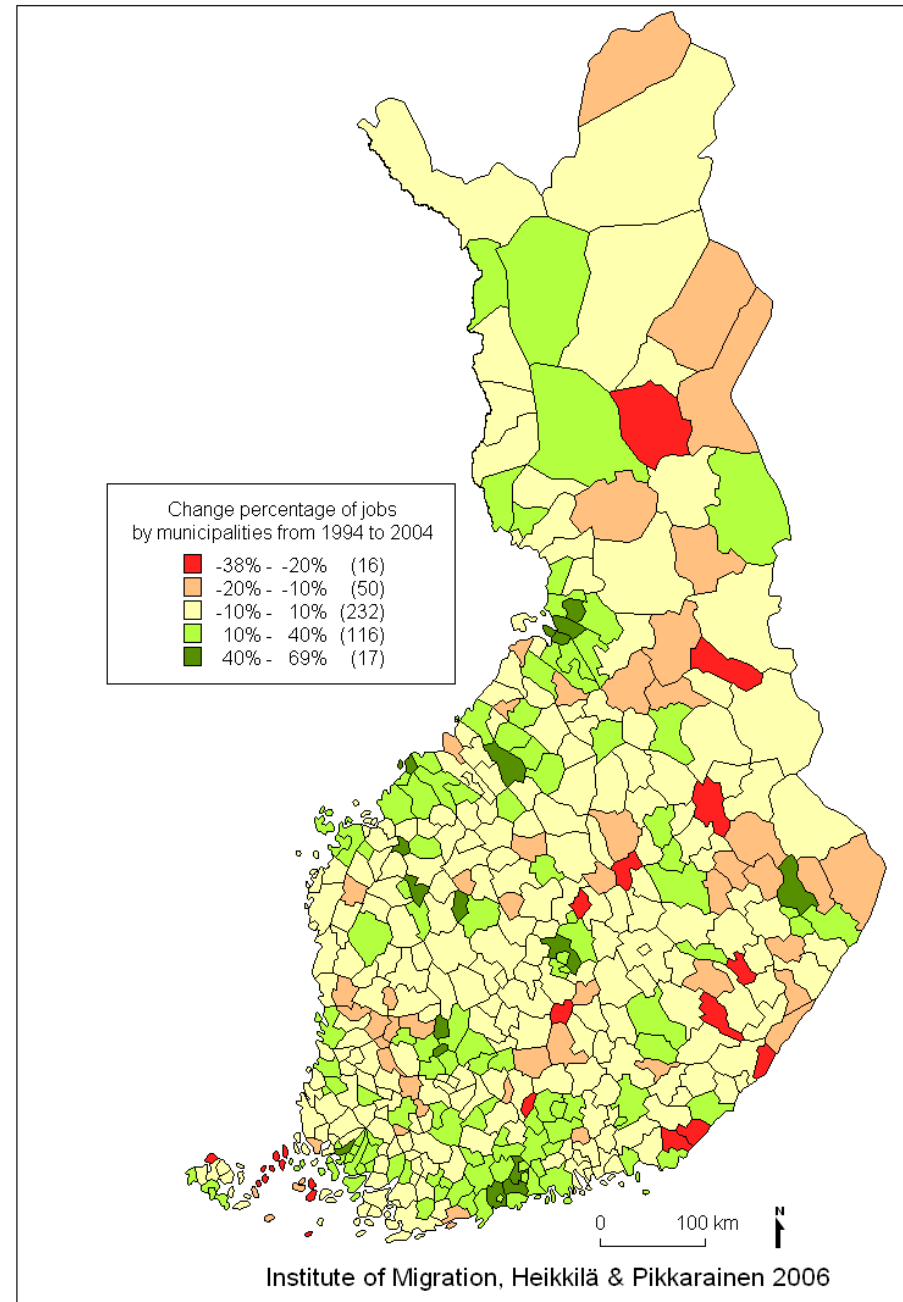 Change percentage of jobs
by municipalities from 1994 to 2004
-38% - -20% (16)
-20% - -10% (50)
-10% - 10% (232)
10% - 40% (116)
40% - 69% (17)
0 100 km
N
Institute of Migration, Heikkilä & Pikkarainen 2006